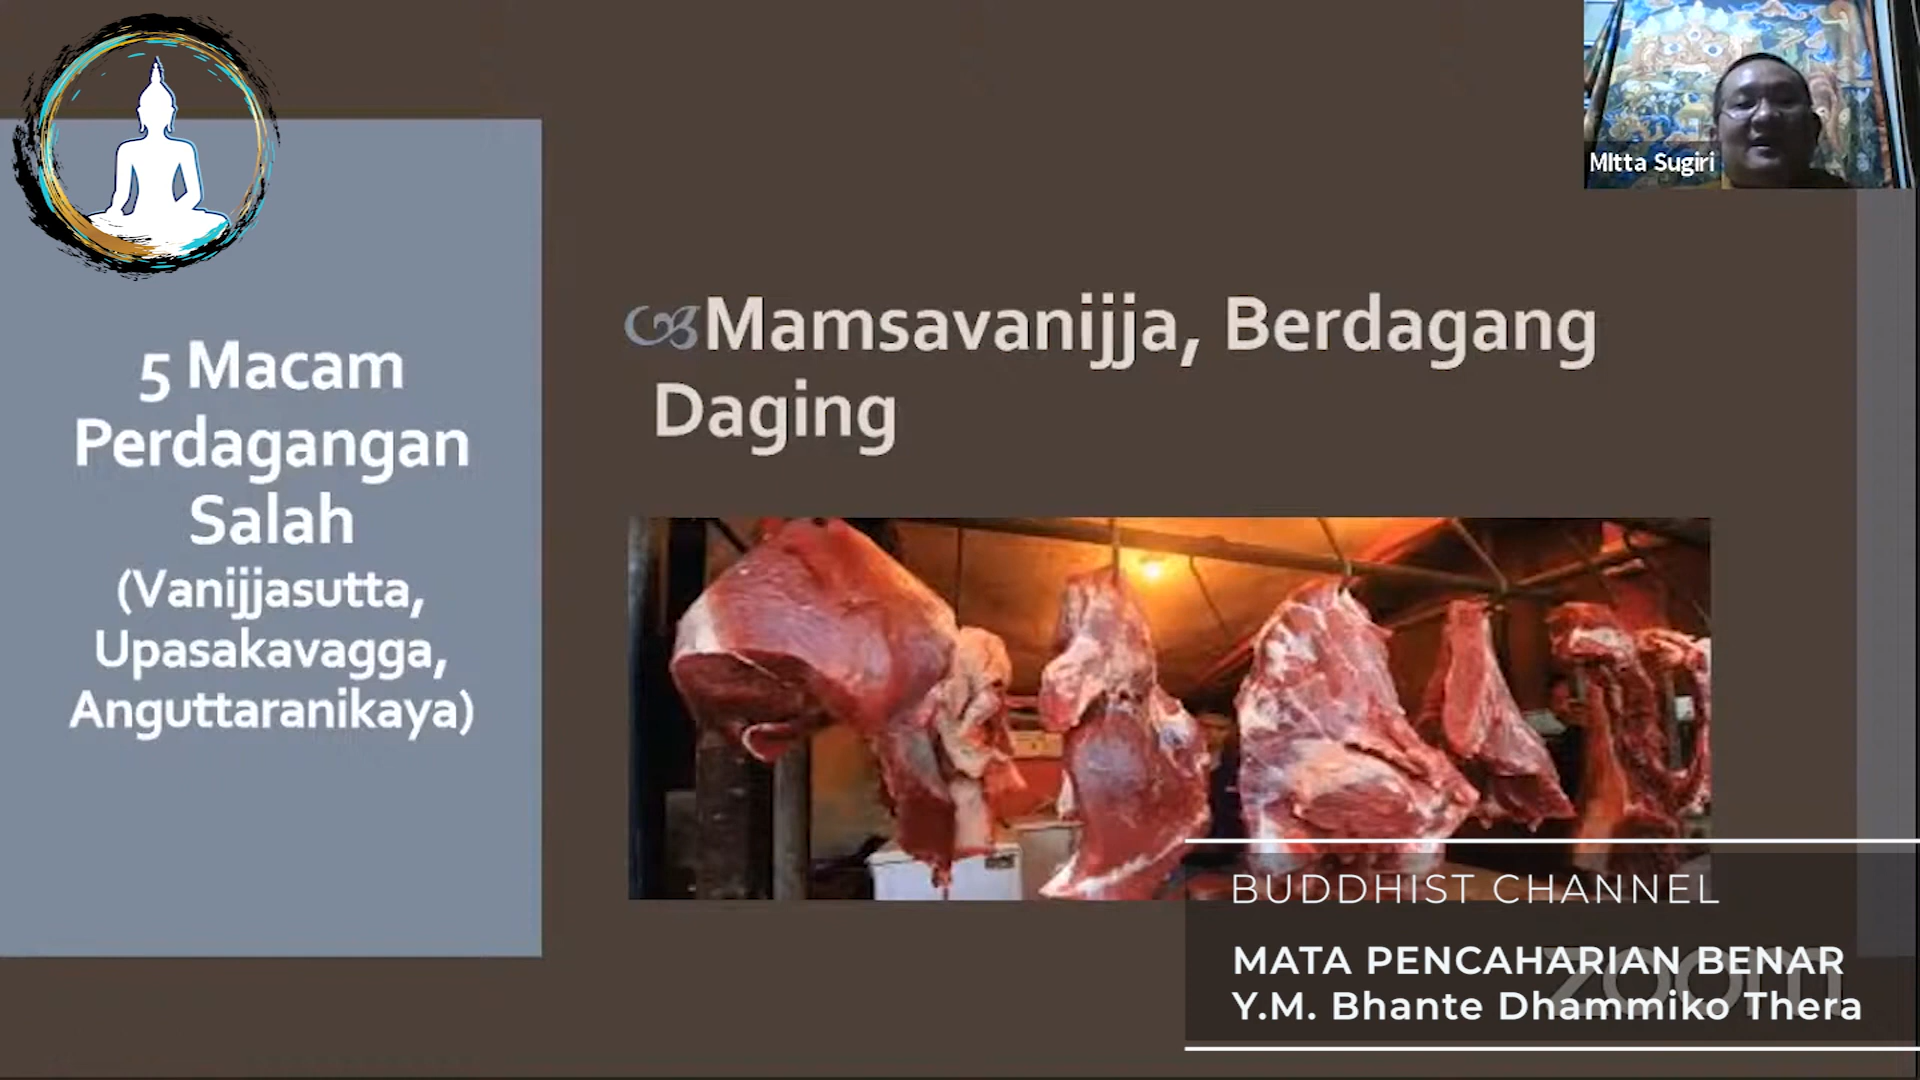 5 Macam
Perdagangan
Salah
(Vanijjasutta,
Upasakavagga,
Anguttaranikaya)
Mamsavanijja, Berdagang
Daging
MItta Sugiri
BUDDHIST CHANNEL
MATA PENCAHARIAN BENAR
Y.M. Bhante Dhammiko Thera
zoom